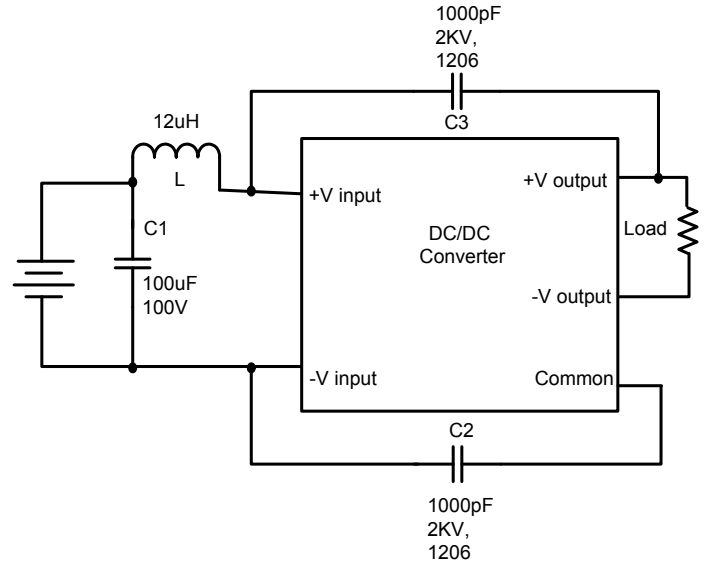 1000pF
2KV,
1206
C3
12uH
L
+V input
+V output
C1
DC/DC
Converter
Load
100uF
100V
-V output
-V input
Common
C2
1000pF
2KV,
1206